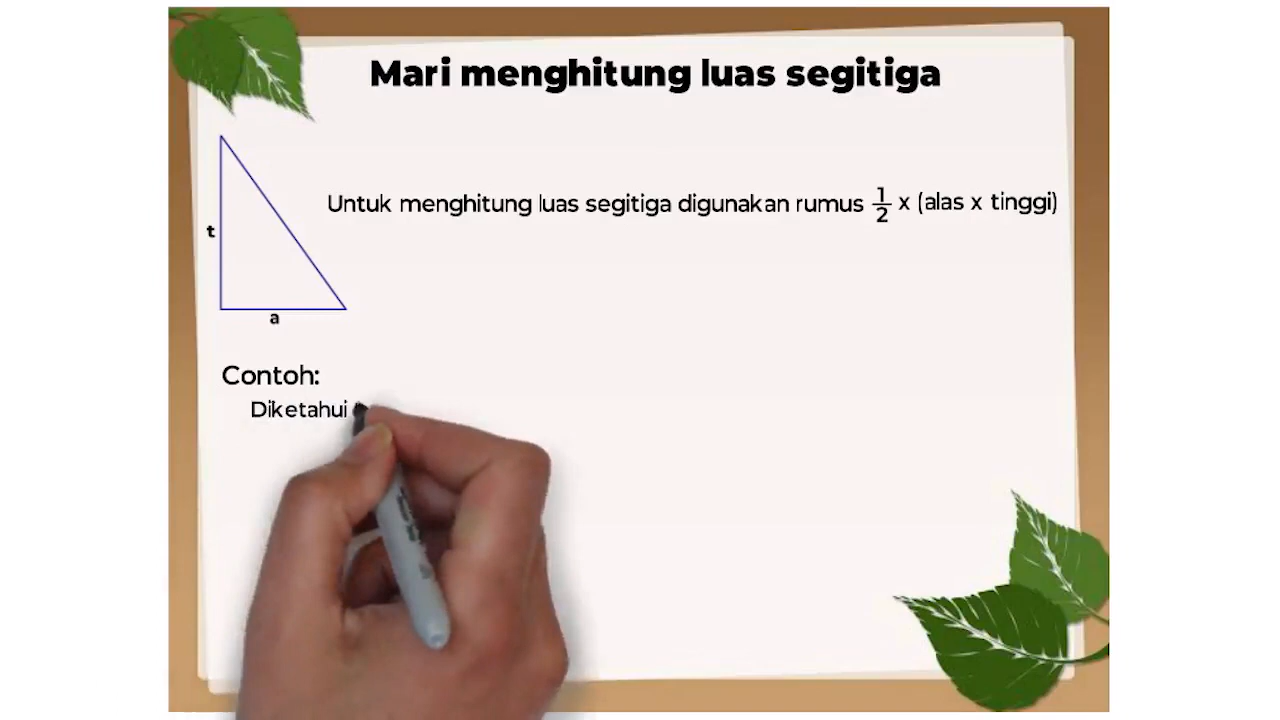 Mari menghitung luas segitiga
Untuk menghitung luas segitiga digunakan rumus 1/2 x (alas x tinggi)
t
a
Contoh:
Diketahui